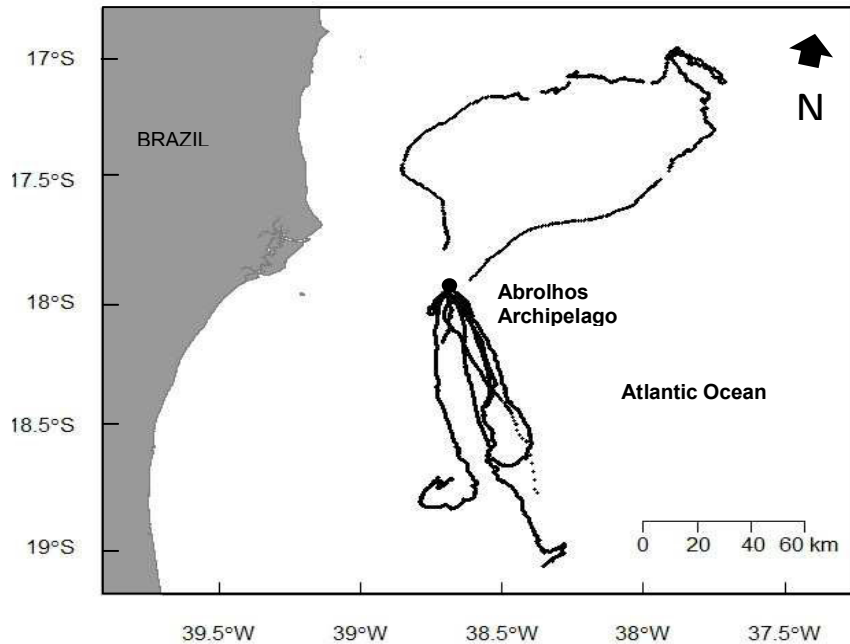 17°S
N
BRAZIL
17.5°S
Abrolhos
Archipelago
18°S
Atlantic Ocean
18.5°S
0 20 40 60 km
19°S
39.5°W 39°W 38.5°W 38°W 37.5°W